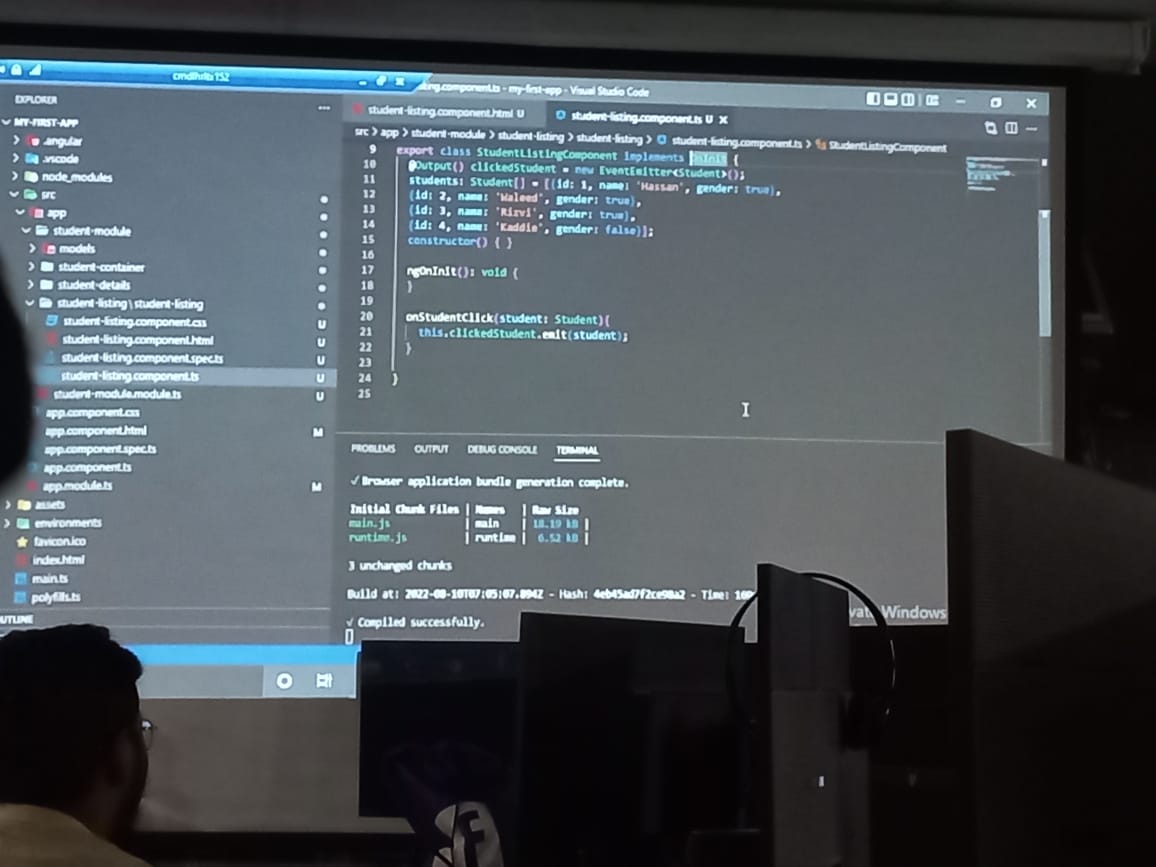 cmdlhrlts152
ting.component.ts - my-first-app - Visual Studio Code
EXPLORER
MY-FIRST-APP
.angular
.vscode
node_modules
src
app
student-module
models
student-container
student-details
student-listing \ student-listing
student-listing.component.css U
student-listing.component.html U
student-listing.component.spec.ts U
student-listing.component.ts U
student-module.module.ts U
app.component.css
app.component.html M
app.component.spec.ts
app.component.ts
app.module.ts M
assets
environments
favicon.ico
index.html
main.ts
polyfills.ts
UTLINE
student-listing.component.html U
student-listing.component.ts U
src > app > student-module > student-listing > student-listing > student-listing.component.ts > StudentListingComponent
9 export class StudentListingComponent implements OnInit {
10 @Output() clickedStudent = new EventEmitter<Student>();
11 students: Student[] = [{id: 1, name: 'Hassan', gender: true},
12 {id: 2, name: 'Waleed', gender: true},
13 {id: 3, name: 'Rizvi', gender: true},
14 {id: 4, name: 'Kaddie', gender: false}];
15 constructor() { }
16
17 ngOnInit(): void {
18 }
19
20 onStudentClick(student: Student){
21 this.clickedStudent.emit(student);
22 }
23
24 }
25
PROBLEMS OUTPUT DEBUG CONSOLE TERMINAL
√ Browser application bundle generation complete.
Initial Chunk Files | Names | Raw Size
main.js | main | 18.19 kB |
runtime.js | runtime | 6.52 kB |
3 unchanged chunks
Build at: 2022-08-10T07:05:07.894Z - Hash: 4eb45ad7f2ce98a2 - Time: 160
√ Compiled successfully.
vate Windows